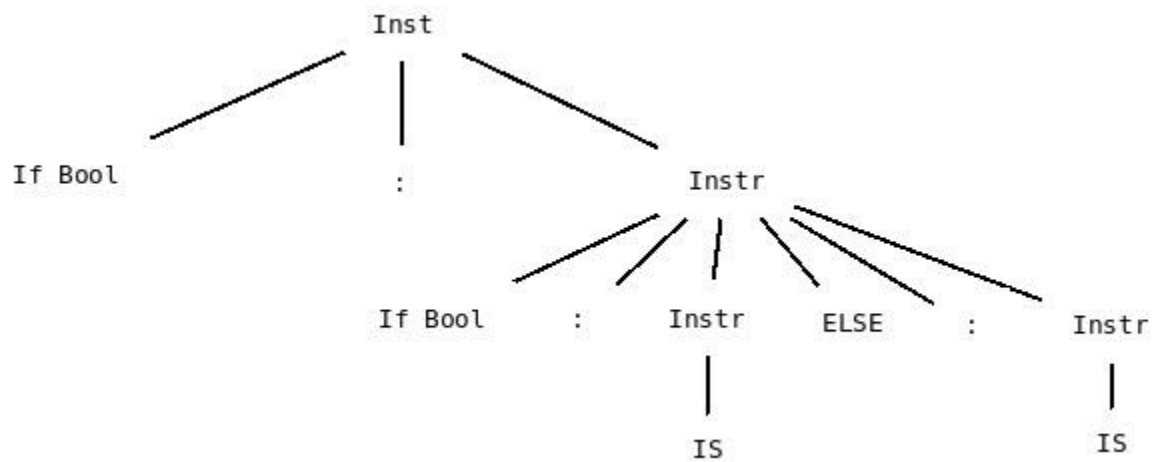 Inst
If Bool : Instr
If Bool : Instr ELSE : Instr
IS IS